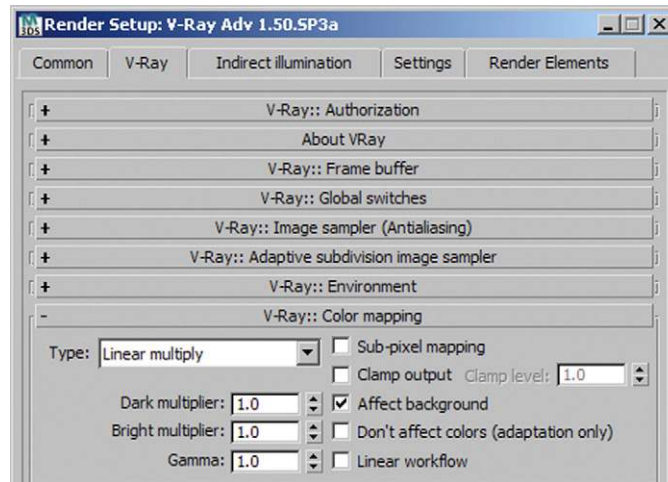 Render Setup: V-Ray Adv 1.50.SP3a
Common V-Ray Indirect illumination Settings Render Elements
+ V-Ray:: Authorization
+ About VRay
+ V-Ray:: Frame buffer
+ V-Ray:: Global switches
+ V-Ray:: Image sampler (Antialiasing)
+ V-Ray:: Adaptive subdivision image sampler
+ V-Ray:: Environment
- V-Ray:: Color mapping
Type: Linear multiply Sub-pixel mapping
Clamp output Clamp level: 1.0
Dark multiplier: 1.0 Affect background
Bright multiplier: 1.0 Don't affect colors (adaptation only)
Gamma: 1.0 Linear workflow